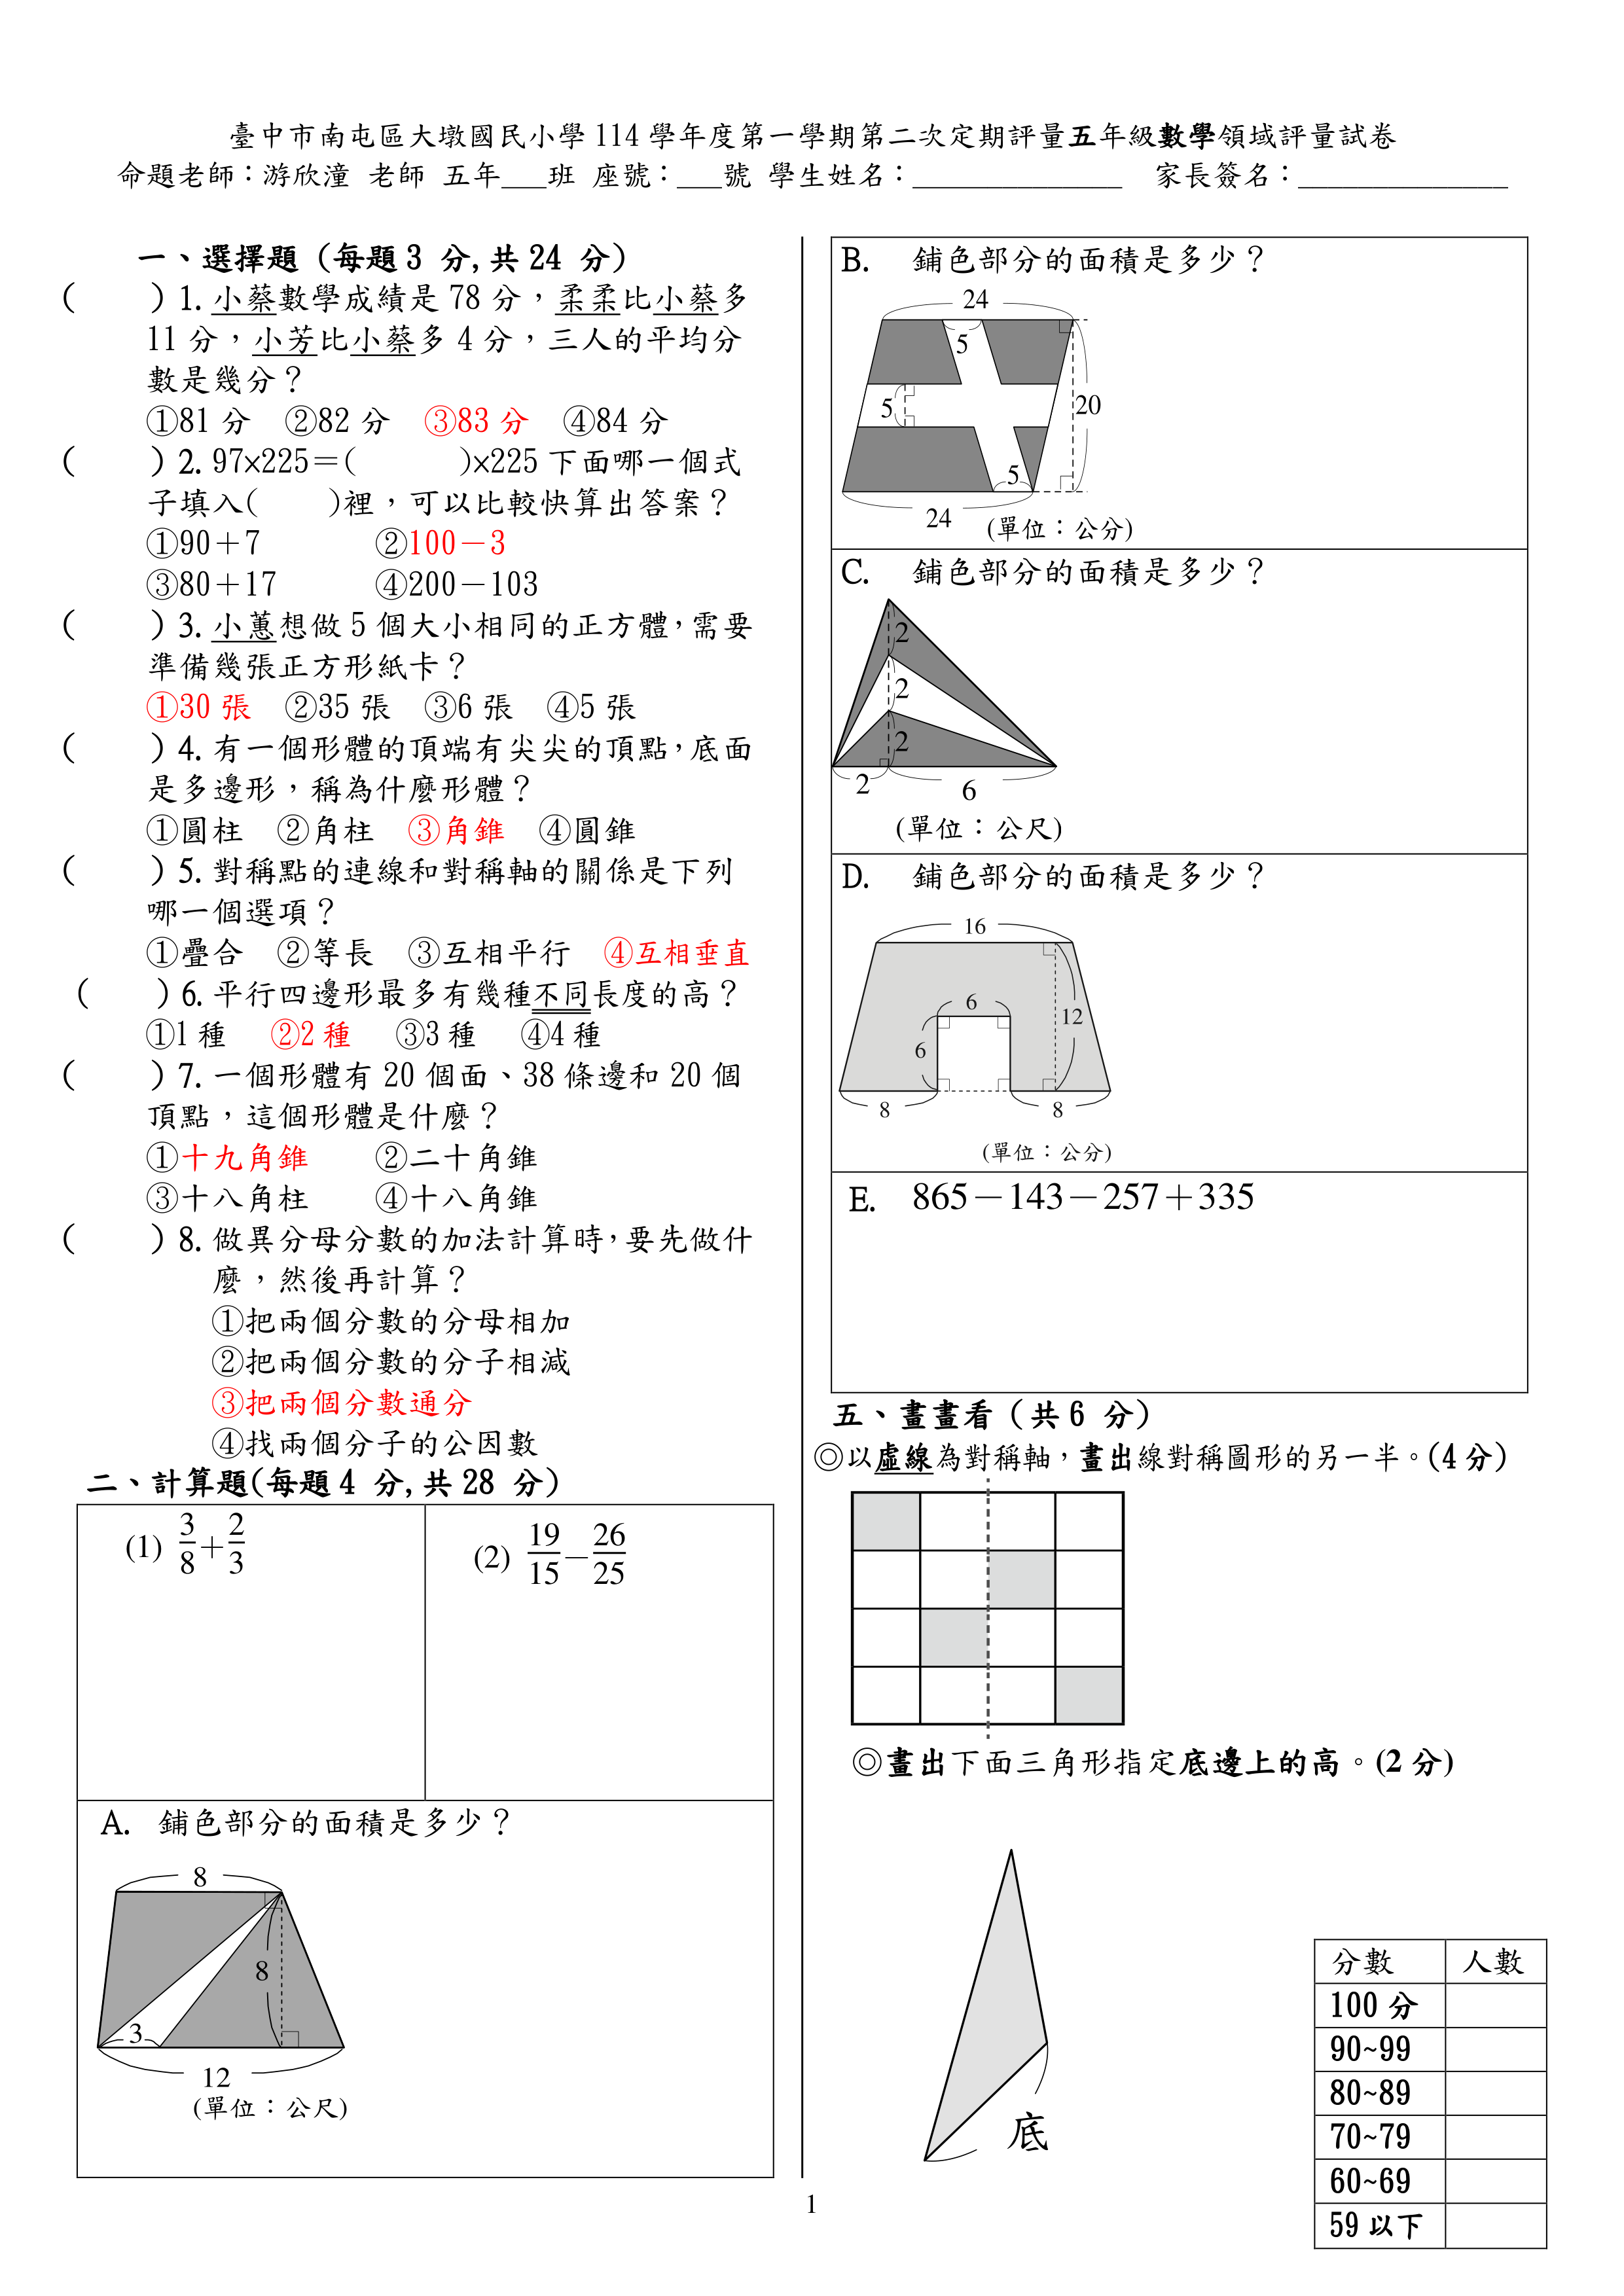 臺中市南屯區大墩國民小學 114 學年度第一學期第二次定期評量五年級數學領域評量試卷
命題老師：游欣潼 老師 五年___班 座號：___號 學生姓名：______________ 家長簽名：______________
一、選擇題 (每題 3 分,共 24 分)
( ) 1. 小蔡數學成績是 78 分，柔柔比小蔡多
11 分，小芳比小蔡多 4 分，三人的平均分
數是幾分？
①81 分 ②82 分 ③83 分 ④84 分
( ) 2. 97×225＝( )×225 下面哪一個式
子填入( )裡，可以比較快算出答案？
①90＋7 ②100－3
③80＋17 ④200－103
( ) 3. 小蕙想做 5 個大小相同的正方體，需要
準備幾張正方形紙卡？
①30 張 ②35 張 ③6 張 ④5 張
( ) 4. 有一個形體的頂端有尖尖的頂點，底面
是多邊形，稱為什麼形體？
①圓柱 ②角柱 ③角錐 ④圓錐
( ) 5. 對稱點的連線和對稱軸的關係是下列
哪一個選項？
①疊合 ②等長 ③互相平行 ④互相垂直
( ) 6. 平行四邊形最多有幾種不同長度的高？
①1 種 ②2 種 ③3 種 ④4 種
( ) 7. 一個形體有 20 個面、38 條邊和 20 個
頂點，這個形體是什麼？
①十九角錐 ②二十角錐
③十八角柱 ④十八角錐
( ) 8. 做異分母分數的加法計算時，要先做什
麼，然後再計算？
①把兩個分數的分母相加
②把兩個分數的分子相減
③把兩個分數通分
④找兩個分子的公因數
二、計算題(每題 4 分,共 28 分)
(1) 3/8＋2/3
(2) 19/15－26/25
A. 鋪色部分的面積是多少？
8
8
3
12
(單位：公尺)
B. 鋪色部分的面積是多少？
24
5
5
20
5
24
(單位：公分)
C. 鋪色部分的面積是多少？
2
2
2
2
6
(單位：公尺)
D. 鋪色部分的面積是多少？
16
6
12
6
8
8
(單位：公分)
E. 865－143－257＋335
五、畫畫看 (共 6 分)
◎以虛線為對稱軸，畫出線對稱圖形的另一半。(4 分)
◎畫出下面三角形指定底邊上的高。(2 分)
底
分數 人數
100 分
90~99
80~89
70~79
60~69
59 以下
1